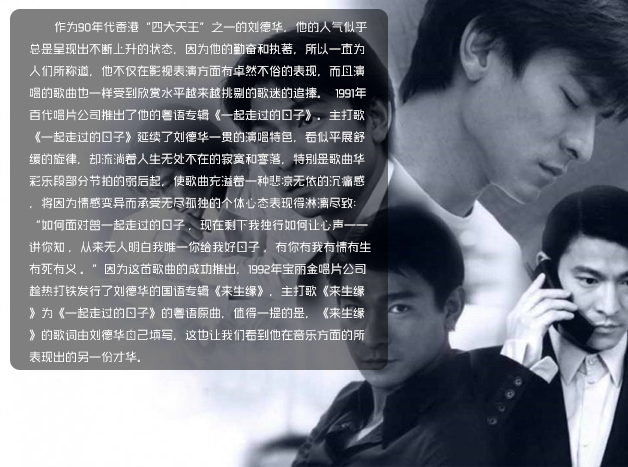 作为90年代香港“四大天王”之一的刘德华，他的人气似乎
总是呈现出不断上升的状态，因为他的勤奋和执著，所以一直为
人们所称道，他不仅在影视表演方面有卓然不俗的表现，而且演
唱的歌曲也一样受到欣赏水平越来越挑剔的歌迷的追捧。 1991年
百代唱片公司推出了他的粤语专辑《一起走过的日子》。主打歌
《一起走过的日子》延续了刘德华一贯的演唱特色，看似平展舒
缓的旋律，却流淌着人生无处不在的寂寞和寥落，特别是歌曲华
彩乐段部分节拍的弱后起，使歌曲充溢着一种悲凉无依的沉痛感
，将因为情感变异而承受无尽孤独的个体心态表现得淋漓尽致：
“如何面对曾一起走过的日子，现在剩下我独行如何让心声一一
讲你知，从来无人明白我唯一你给我好日子。有你有我有情有生
有死有义。”因为这首歌曲的成功推出，1992年宝丽金唱片公司
趁热打铁发行了刘德华的国语专辑《来生缘》，主打歌《来生缘
》为《一起走过的日子》的粤语原曲，值得一提的是，《来生缘
》的歌词由刘德华自己填写，这也让我们看到他在音乐方面的所
表现出的另一份才华。